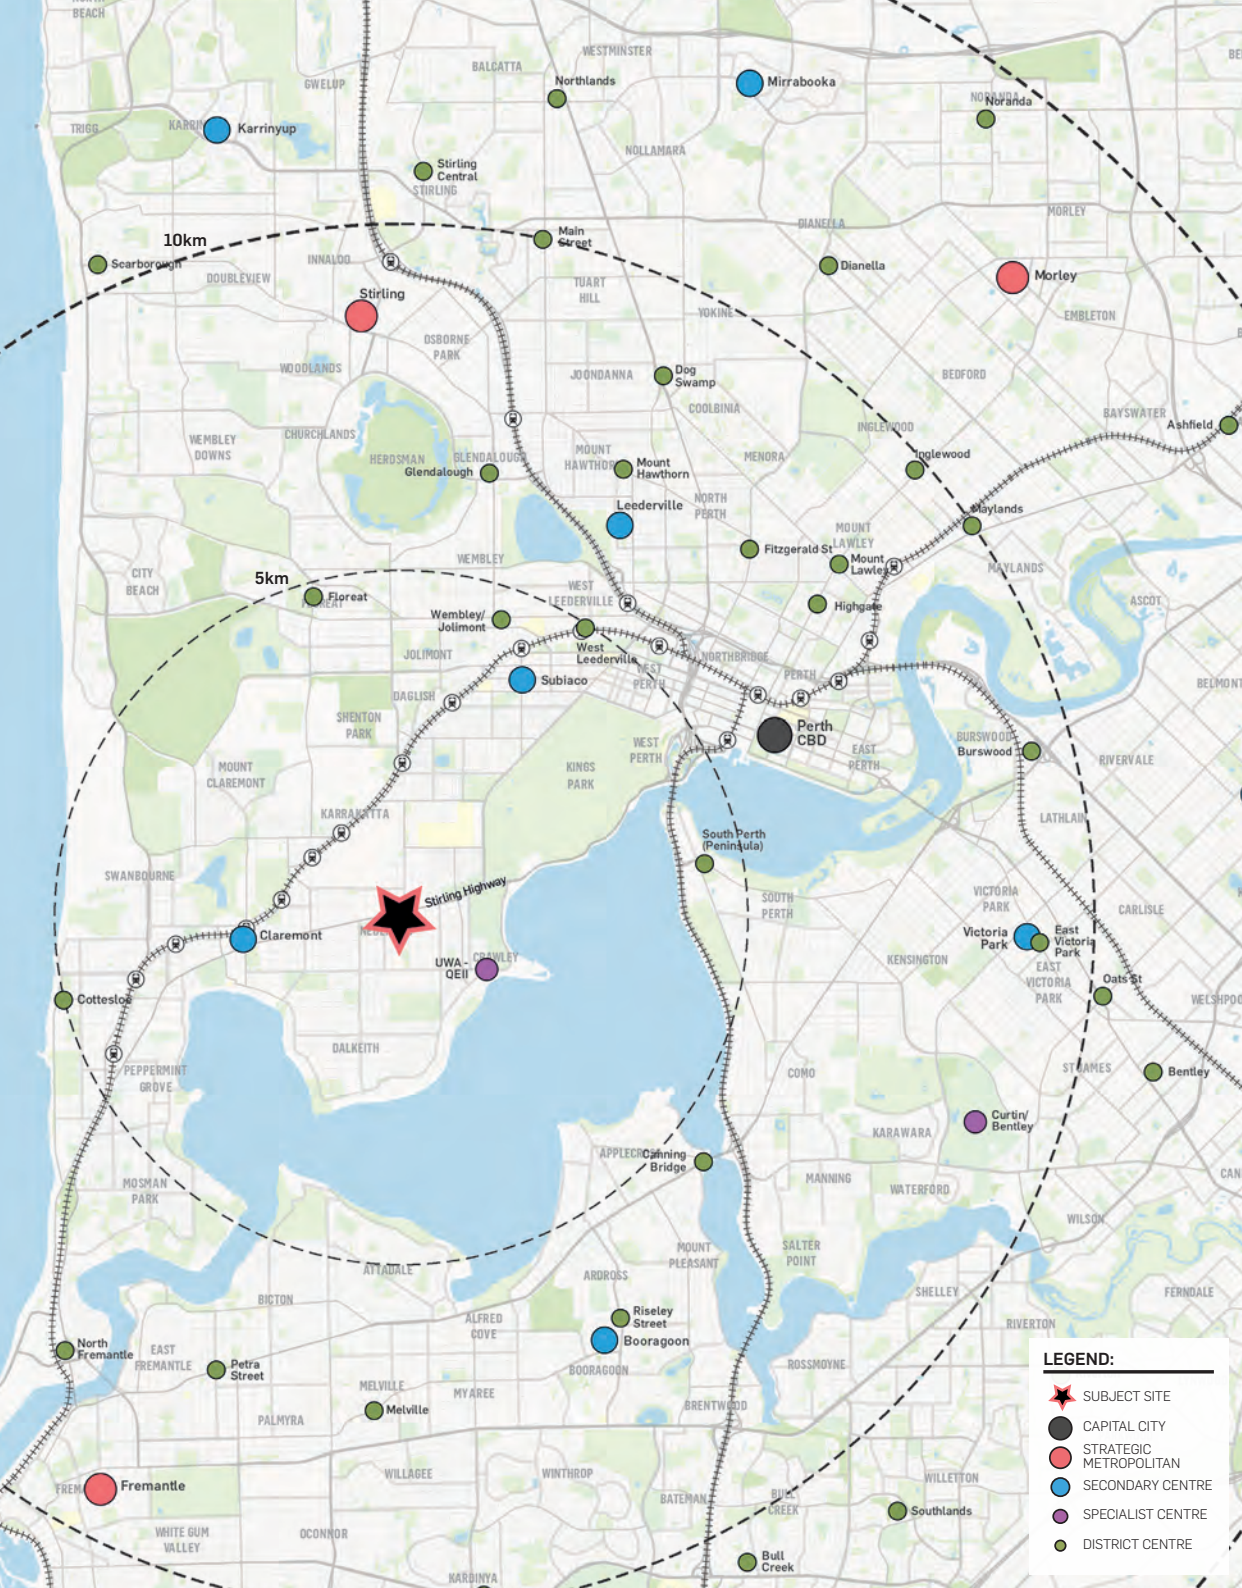 NORTH
BEACH
WESTMINSTER
BALCATTA
GWELUP
Northlands
Mirrabooka
NORANDA
Noranda
TRIGG
Karrinyup
NOLLAMARA
Stirling
Central
STIRLING
MORLEY
DIANELLA
10km
Main
Street
Scarborough
INNALOO
DOUBLEVIEW
Dianella
Morley
Stirling
TUART
HILL
YOKINE
EMBLETON
OSBORNE
PARK
WOODLANDS
JOONDANNA
Dog
Swamp
BEDFORD
COOLBINIA
BAYSWATER
Ashfield
INGLEWOOD
CHURCHLANDS
WEMBLEY
DOWNS
HERDSMAN
GLENDALOUGH
Glendalough
MOUNT
HAWTHORN
Mount
Hawthorn
MENORA
Inglewood
Leederville
NORTH
PERTH
Maylands
MOUNT
LAWLEY
Fitzgerald St
Mount
Lawley
WEMBLEY
MAYLANDS
CITY
BEACH
5km
Floreat
FLOREAT
WEST
LEEDERVILLE
Highgate
ASCOT
Wembley/
Jolimont
West
Leederville
JOLIMONT
NORTHBRIDGE
WEST
PERTH
PERTH
Subiaco
DAGLISH
BELMONT
SHENTON
PARK
Perth
CBD
WEST
PERTH
EAST
PERTH
BURSWOOD
Burswood
RIVERVALE
MOUNT
CLAREMONT
KINGS
PARK
KARRAKATTA
LATHLAIN
South Perth
(Peninsula)
SWANBOURNE
Stirling Highway
SOUTH
PERTH
VICTORIA
PARK
CARLISLE
Claremont
Victoria
Park
East
Victoria
Park
UWA -
QEII
CRAWLEY
KENSINGTON
EAST
VICTORIA
PARK
Oats St
Cottesloe
WELSHPOO
DALKEITH
PEPPERMINT
GROVE
COMO
ST JAMES
Bentley
Curtin/
Bentley
KARAWARA
APPLECROSS
Canning
Bridge
MOSMAN
PARK
MANNING
WATERFORD
CAN
WILSON
MOUNT
PLEASANT
SALTER
POINT
ATTADALE
ARDROSS
BICTON
SHELLEY
FERNDALE
ALFRED
COVE
Riseley
Street
RIVERTON
North
Fremantle
EAST
FREMANTLE
Booragoon
Petra
Street
BOORAGOON
ROSSMOYNE
MELVILLE
MYAREE
Melville
BRENTWOOD
PALMYRA
WILLAGEE
WINTHROP
WILLETTON
Fremantle
BATEMAN
BULL
CREEK
Southlands
WHITE GUM
VALLEY
OCONNOR
Bull
Creek
KARDINYA
LEGEND:
SUBJECT SITE
CAPITAL CITY
STRATEGIC
METROPOLITAN
SECONDARY CENTRE
SPECIALIST CENTRE
DISTRICT CENTRE